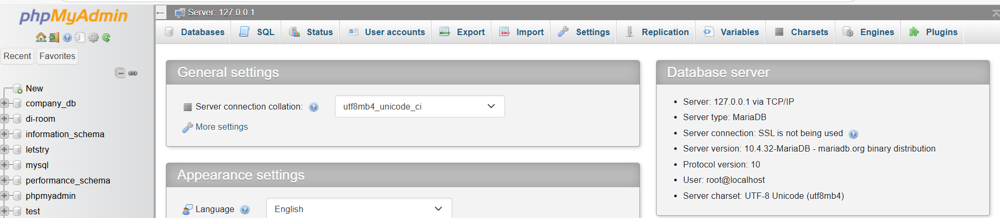 phpMyAdmin
Recent Favorites
New
company_db
di-room
information_schema
letstry
mysql
performance_schema
phpmyadmin
test
Server: 127.0.0.1
Databases SQL Status User accounts Export Import Settings Replication Variables Charsets Engines Plugins
General settings
Server connection collation: utf8mb4_unicode_ci
More settings
Appearance settings
Language English
Database server
Server: 127.0.0.1 via TCP/IP
Server type: MariaDB
Server connection: SSL is not being used
Server version: 10.4.32-MariaDB - mariadb.org binary distribution
Protocol version: 10
User: root@localhost
Server charset: UTF-8 Unicode (utf8mb4)